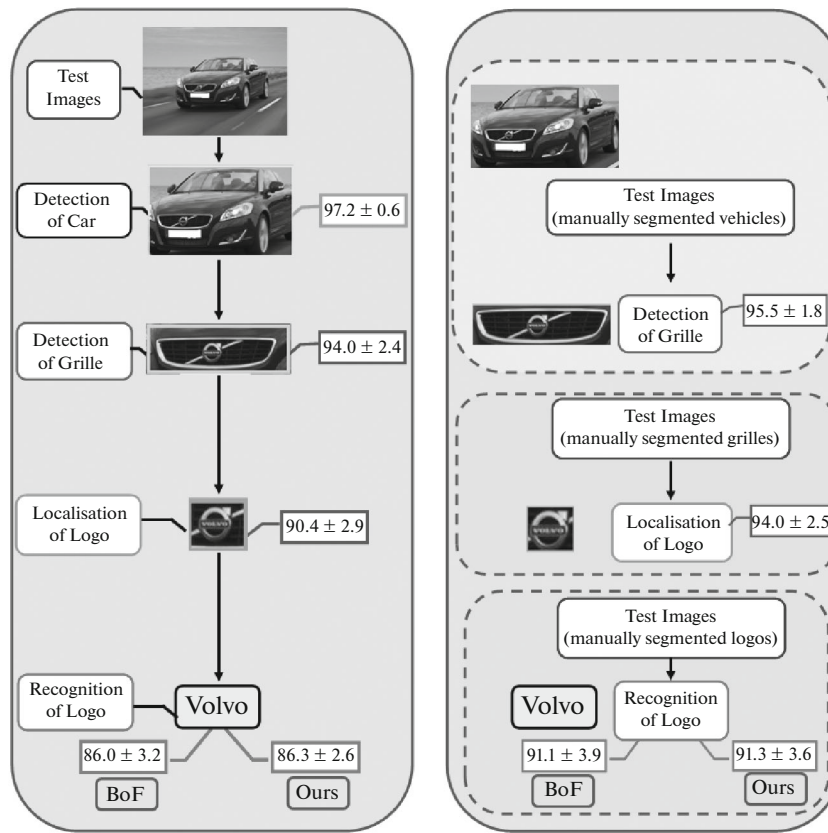 Test
Images
Detection
of Car
97.2 ± 0.6
Detection
of Grille
94.0 ± 2.4
VOLVO
Localisation
of Logo
VOLVO
90.4 ± 2.9
Recognition
of Logo
Volvo
86.0 ± 3.2
86.3 ± 2.6
BoF
Ours
Test Images
(manually segmented vehicles)
Detection
of Grille
95.5 ± 1.8
VOLVO
Test Images
(manually segmented grilles)
VOLVO
Localisation
of Logo
94.0 ± 2.5
Test Images
(manually segmented logos)
Volvo
Recognition
of Logo
91.1 ± 3.9
91.3 ± 3.6
BoF
Ours